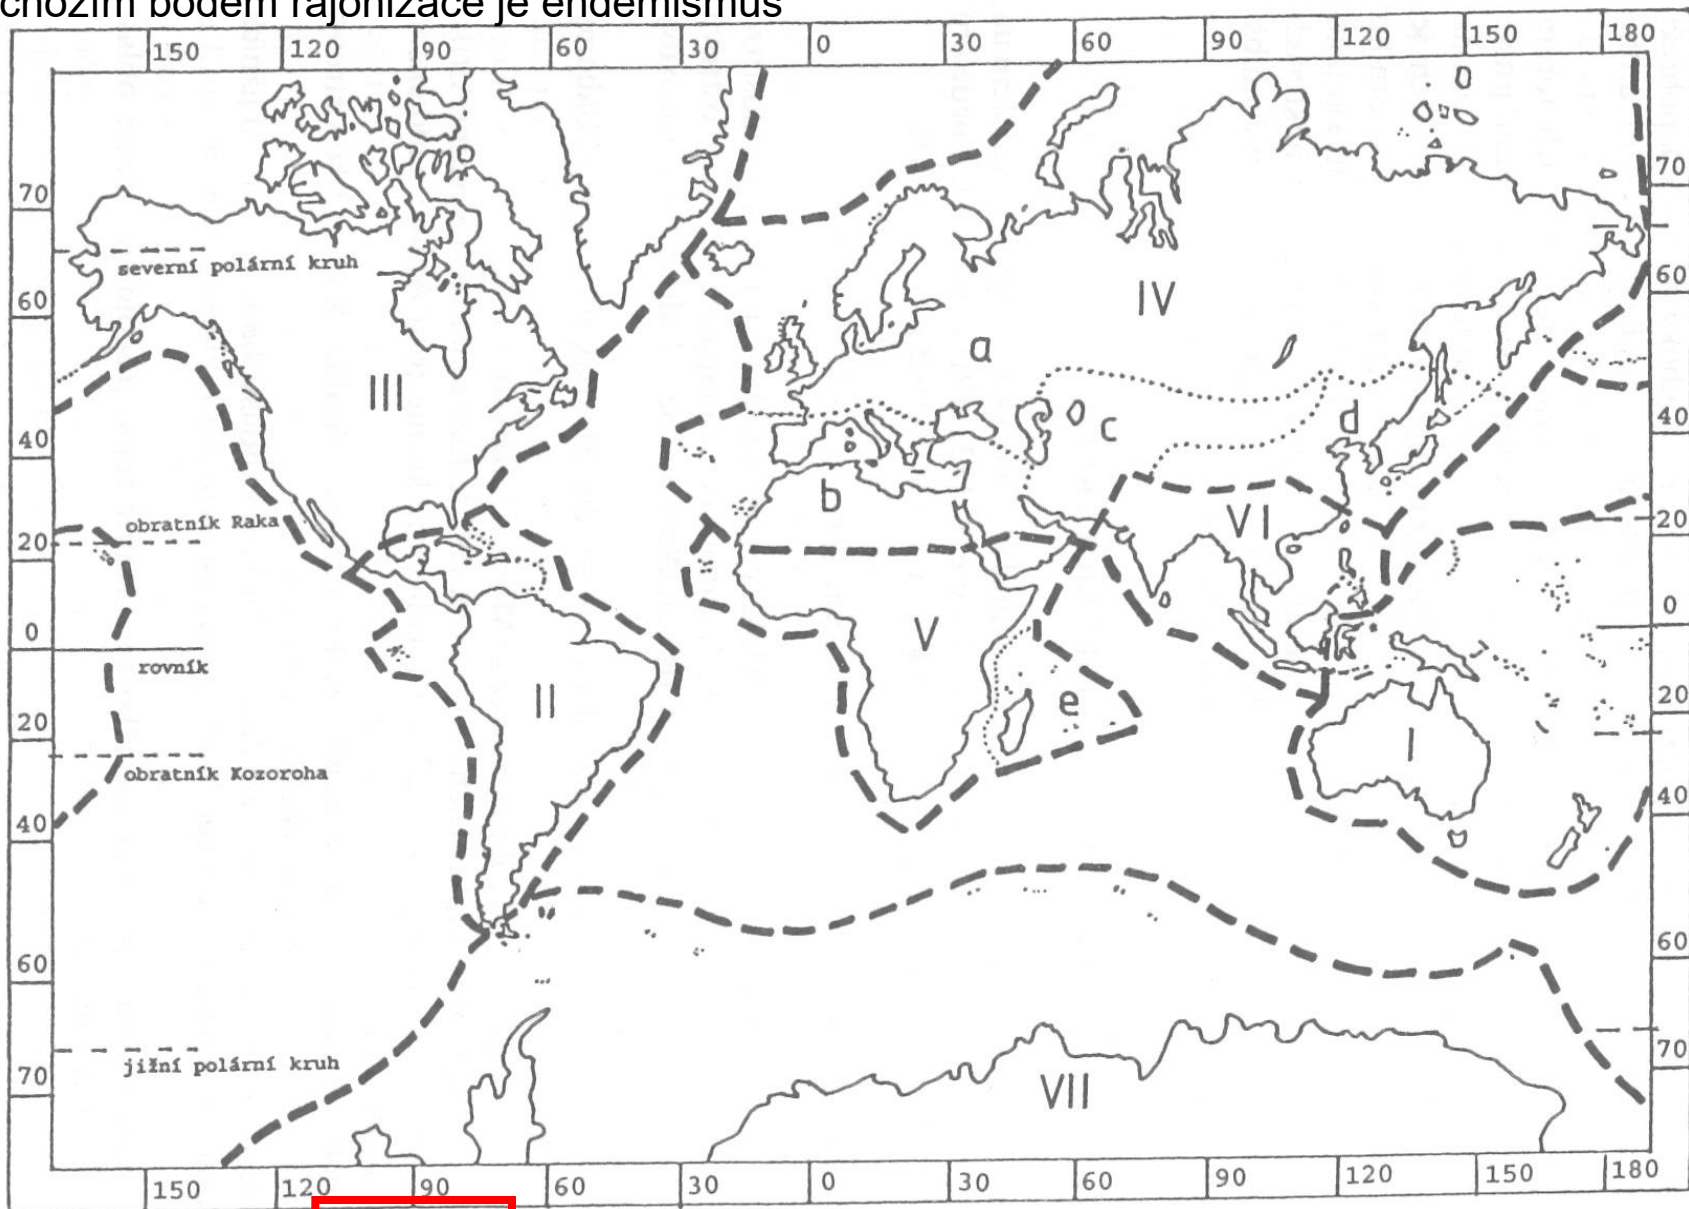 chozím bodem rajonizace je endemismus
150 120 90 60 30 0 30 60 90 120 150 180
70 70
severní polární kruh
IV
60 60
a
III
d
40 c 40
b
obratník Raka VI
20 20
0 V 0
rovník
II e
20 I 20
obratník Kozoroha
40 40
60 60
jižní polární kruh
70 VII 70
150 120 90 60 30 0 30 60 90 120 150 180